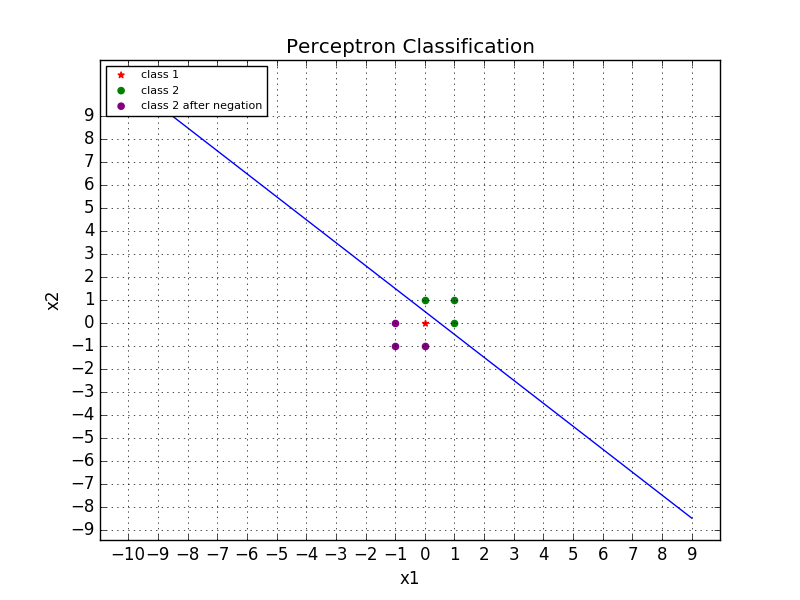 Perceptron Classification
class 1
class 2
class 2 after negation
9
8
7
6
5
4
3
2
1
0
−1
−2
−3
−4
−5
−6
−7
−8
−9
x2
−10 −9 −8 −7 −6 −5 −4 −3 −2 −1 0 1 2 3 4 5 6 7 8 9
x1